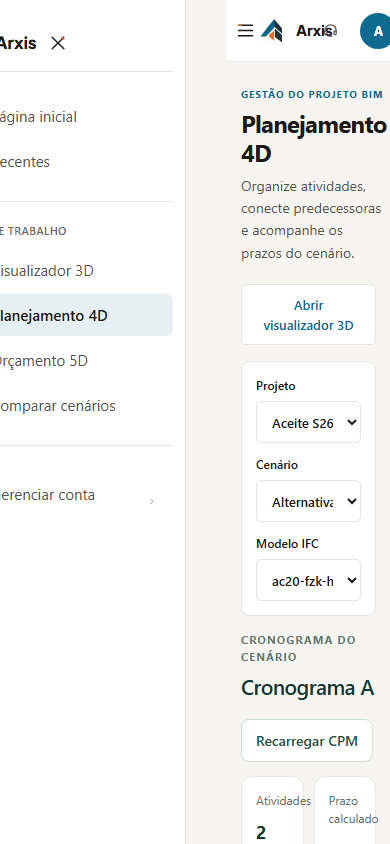 Arxis
ágina inicial
ecentes
E TRABALHO
isualizador 3D
lanejamento 4D
Orçamento 5D
omparar cenários
erenciar conta
Arxis
A
GESTÃO DO PROJETO BIM
Planejamento
4D
Organize atividades,
conecte predecessoras
e acompanhe os
prazos do cenário.
Abrir
visualizador 3D
Projeto
Aceite S26
Cenário
Alternativa
Modelo IFC
ac20-fzk-h
CRONOGRAMA DO
CENÁRIO
Cronograma A
Recarregar CPM
Atividades
2
Prazo
calculado